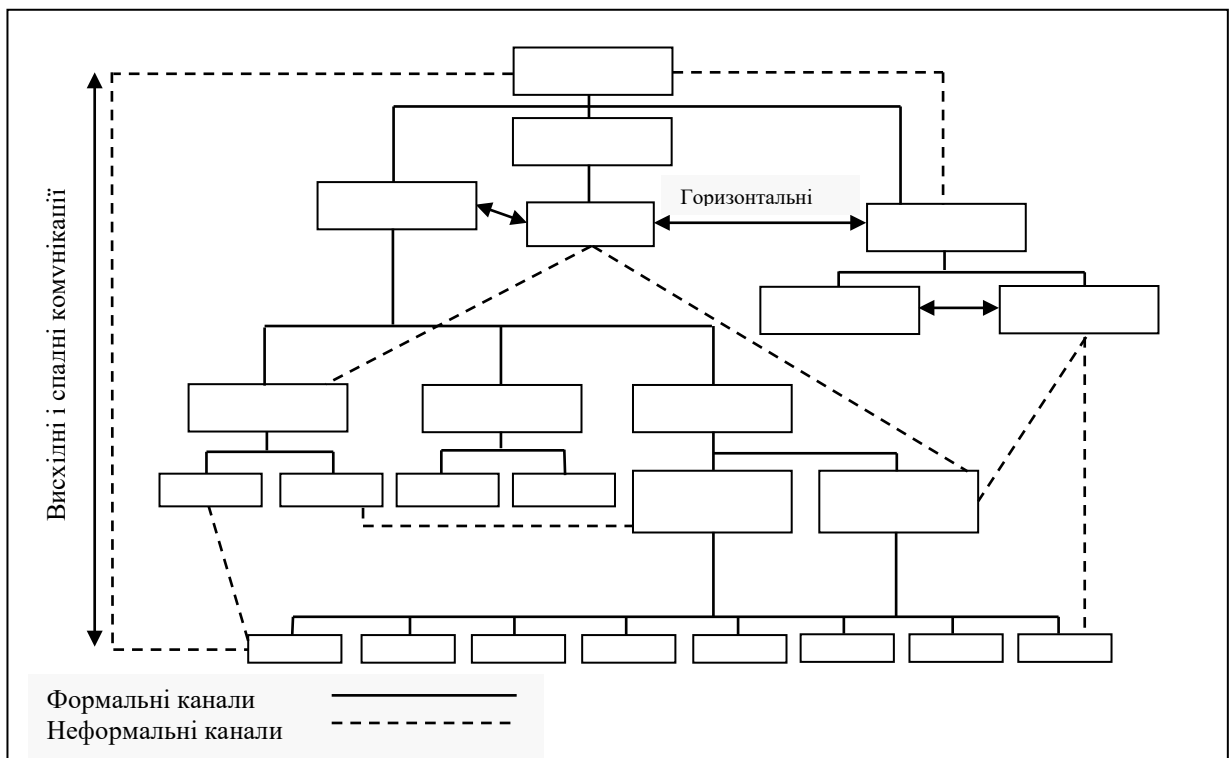 Горизонтальні
Висхідні і спадні комунікації
Формальні канали
Неформальні канали